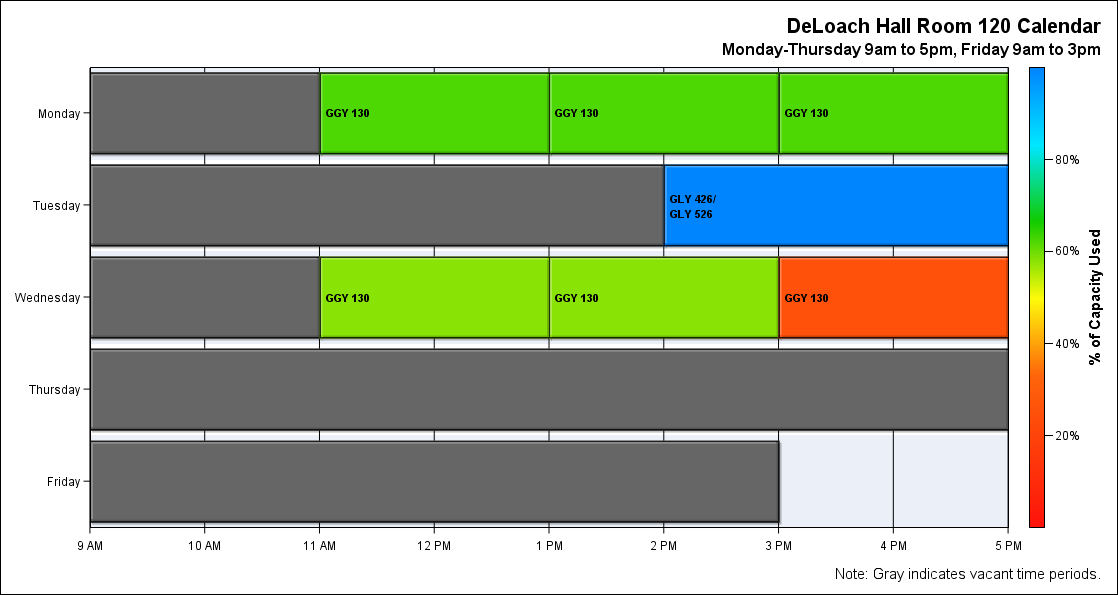 DeLoach Hall Room 120 Calendar
Monday-Thursday 9am to 5pm, Friday 9am to 3pm
Monday
GGY 130
GGY 130
GGY 130
Tuesday
GLY 426/
GLY 526
Wednesday
GGY 130
GGY 130
GGY 130
Thursday
Friday
9 AM
10 AM
11 AM
12 PM
1 PM
2 PM
3 PM
4 PM
5 PM
80%
60%
40%
20%
% of Capacity Used
Note: Gray indicates vacant time periods.